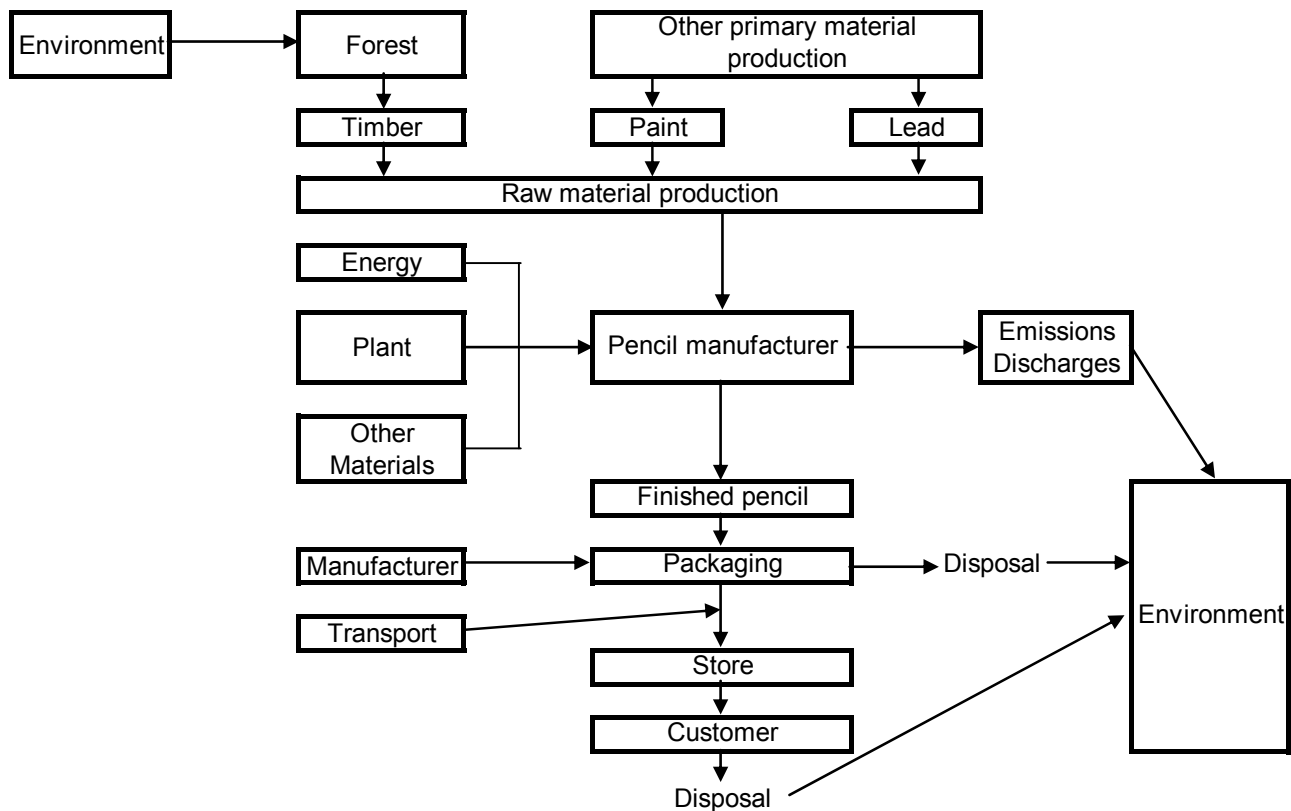 Environment
Forest
Other primary material
production
Timber
Paint
Lead
Raw material production
Energy
Plant
Pencil manufacturer
Emissions
Discharges
Other
Materials
Finished pencil
Manufacturer
Packaging
Disposal
Transport
Environment
Store
Customer
Disposal